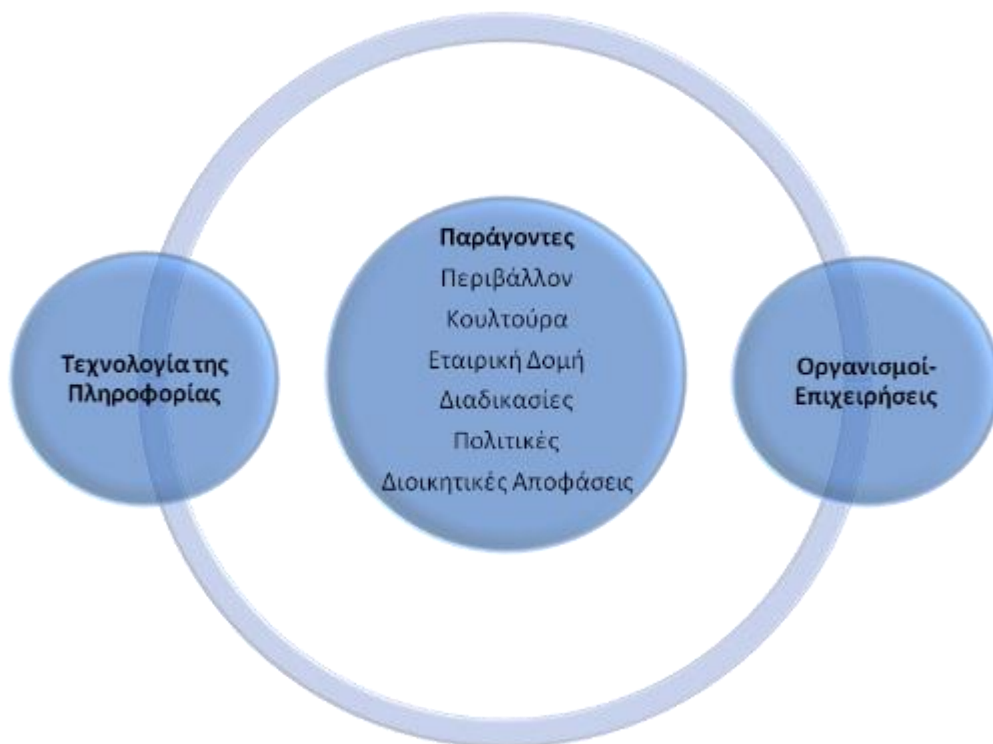 Τεχνολογία της
Πληροφορίας
Παράγοντες
Περιβάλλον
Κουλτούρα
Εταιρική Δομή
Διαδικασίες
Πολιτικές
Διοικητικές Αποφάσεις
Οργανισμοί-
Επιχειρήσεις